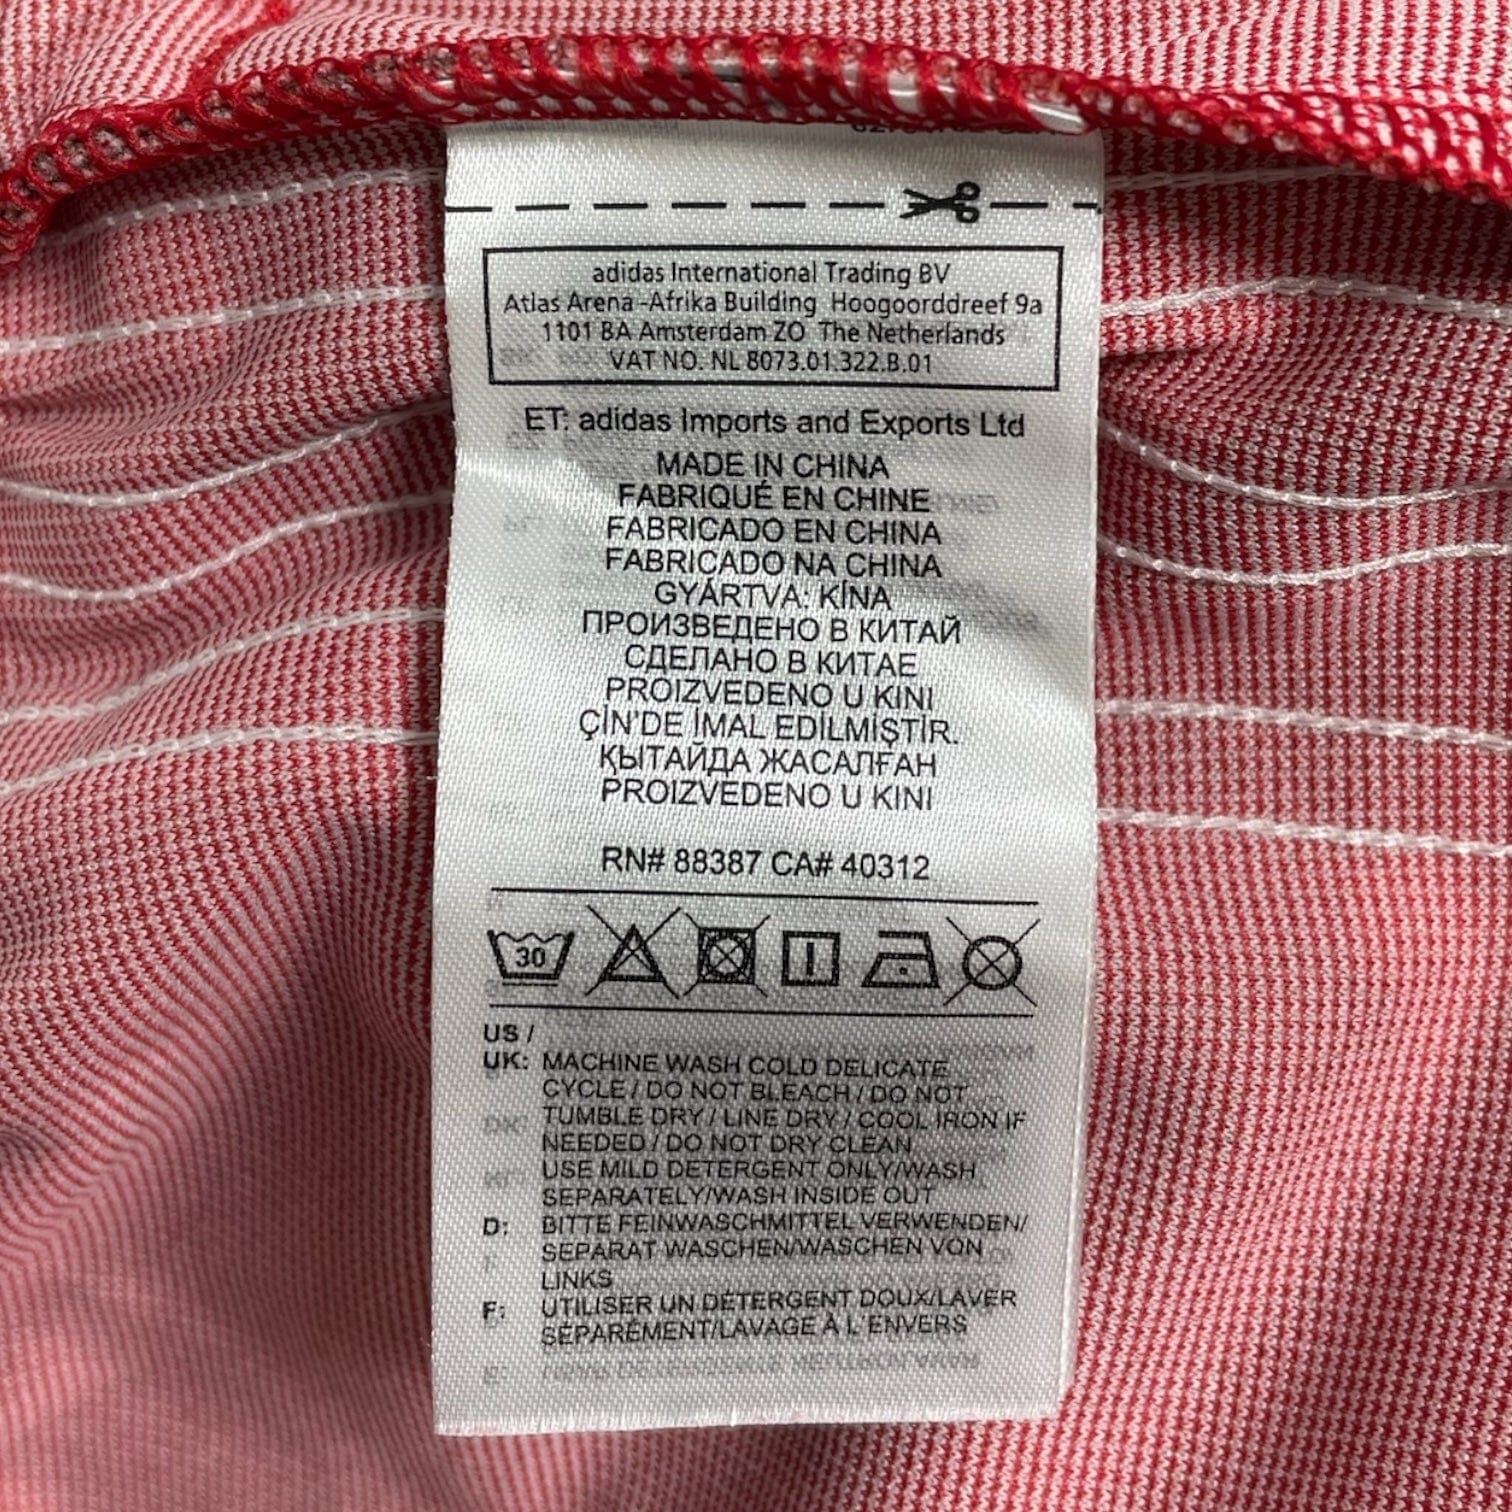 adidas International Trading BV
Atlas Arena -Afrika Building Hoogoorddreef 9a
1101 BA Amsterdam ZO The Netherlands
VAT NO. NL 8073.01.322.B.01
ET: adidas Imports and Exports Ltd
MADE IN CHINA
FABRIQUÉ EN CHINE
FABRICADO EN CHINA
FABRICADO NA CHINA
GYÁRTVA: KÍNA
ПРОИЗВЕДЕНО В КИТАЙ
СДЕЛАНО В КИТАЕ
PROIZVEDENO U KINI
ÇİN'DE İMAL EDİLMİŞTİR.
ҚЫТАЙДА ЖАСАЛҒАН
PROIZVEDENO U KINI
RN# 88387 CA# 40312
30
US /
UK: MACHINE WASH COLD DELICATE
CYCLE / DO NOT BLEACH / DO NOT
TUMBLE DRY / LINE DRY / COOL IRON IF
NEEDED / DO NOT DRY CLEAN
USE MILD DETERGENT ONLY/WASH
SEPARATELY/WASH INSIDE OUT
D: BITTE FEINWASCHMITTEL VERWENDEN/
SEPARAT WASCHEN/WASCHEN VON
LINKS
F: UTILISER UN DÉTERGENT DOUX/LAVER
SÉPARÉMENT/LAVAGE À L'ENVERS